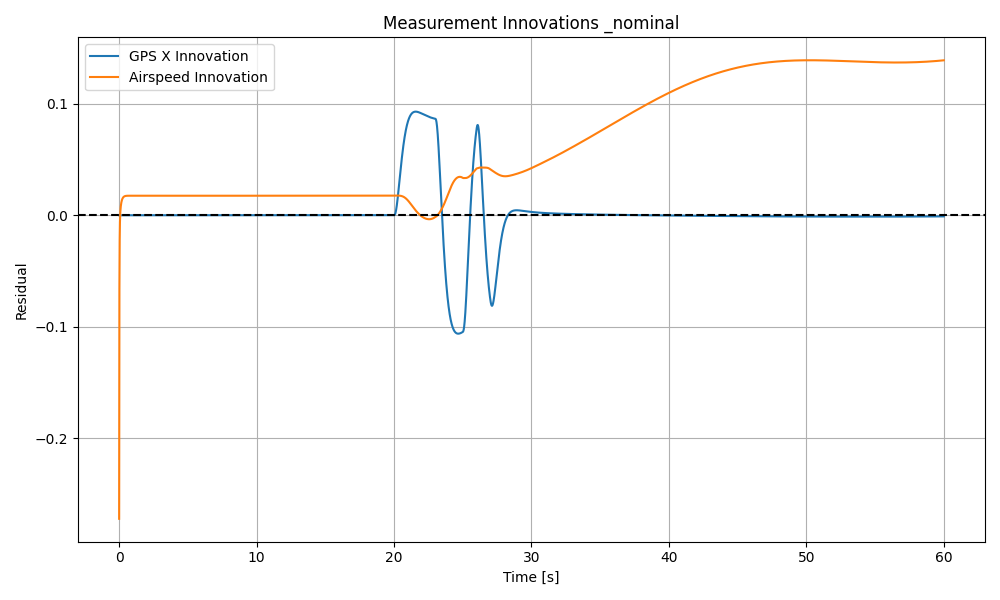 Measurement Innovations _nominal
GPS X Innovation
Airspeed Innovation
0.1
0.0
−0.1
−0.2
Residual
0 10 20 30 40 50 60
Time [s]